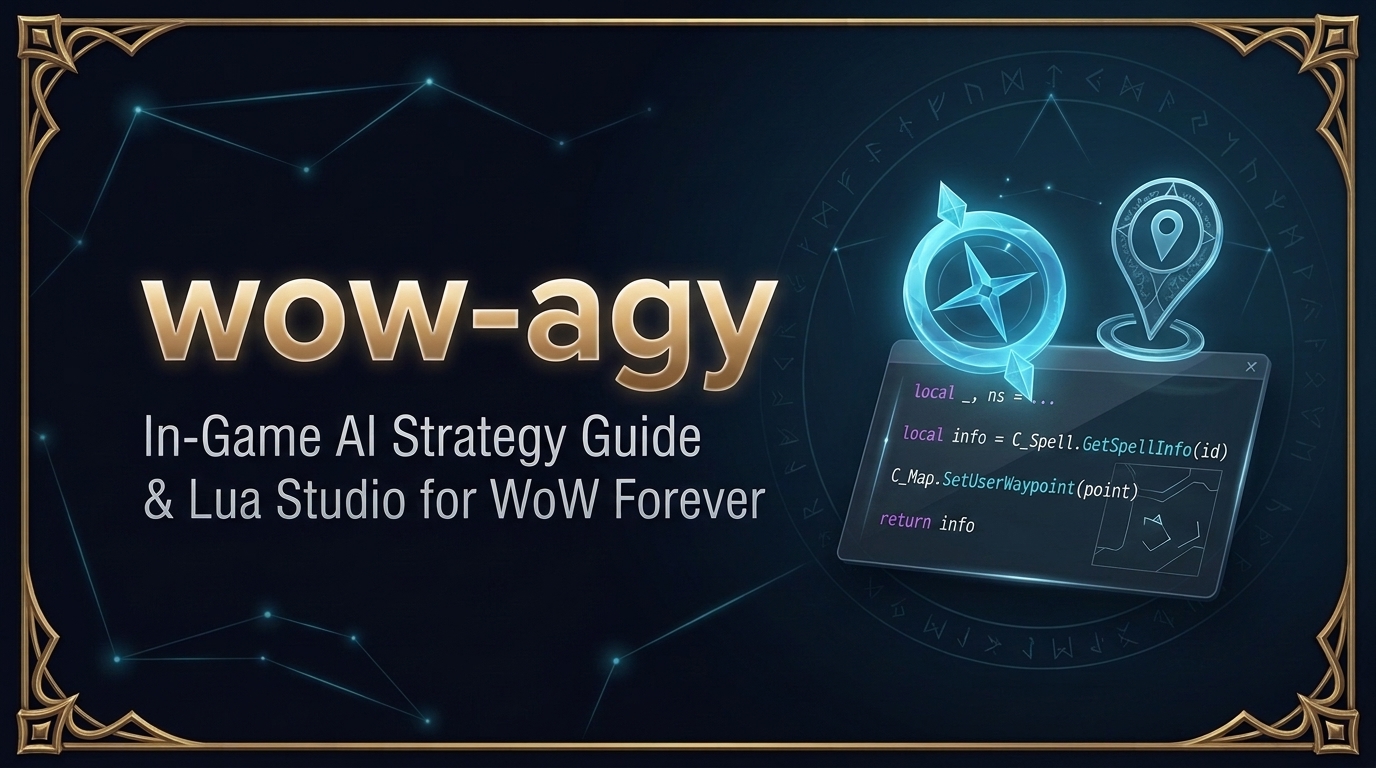 wow-agy
In-Game AI Strategy Guide
& Lua Studio for WoW Forever
local _, ns = ...
local info = C_Spell.GetSpellInfo(id)
C_Map.SetUserWaypoint(point)
return info